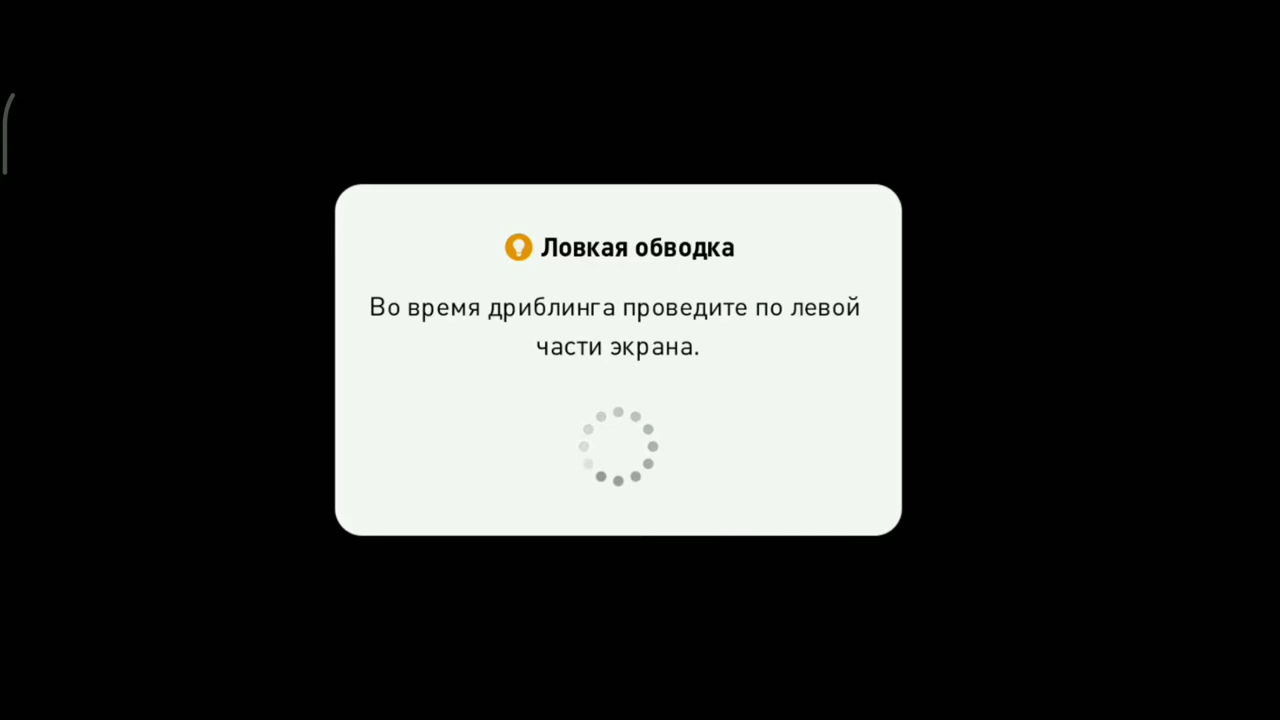 Ловкая обводка
Во время дриблинга проведите по левой
части экрана.